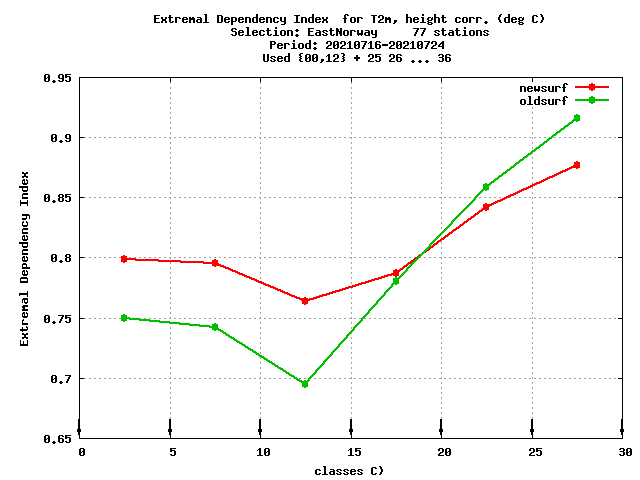 Extremal Dependency Index  for T2m, height corr. (deg C)
Selection: EastNorway     77 stations
Period: 20210716-20210724
Used {00,12} + 25 26 ... 36
newsurf
oldsurf
0.95
0.9
0.85
0.8
0.75
0.7
0.65
Extremal Dependency Index
0 5 10 15 20 25 30
classes C)